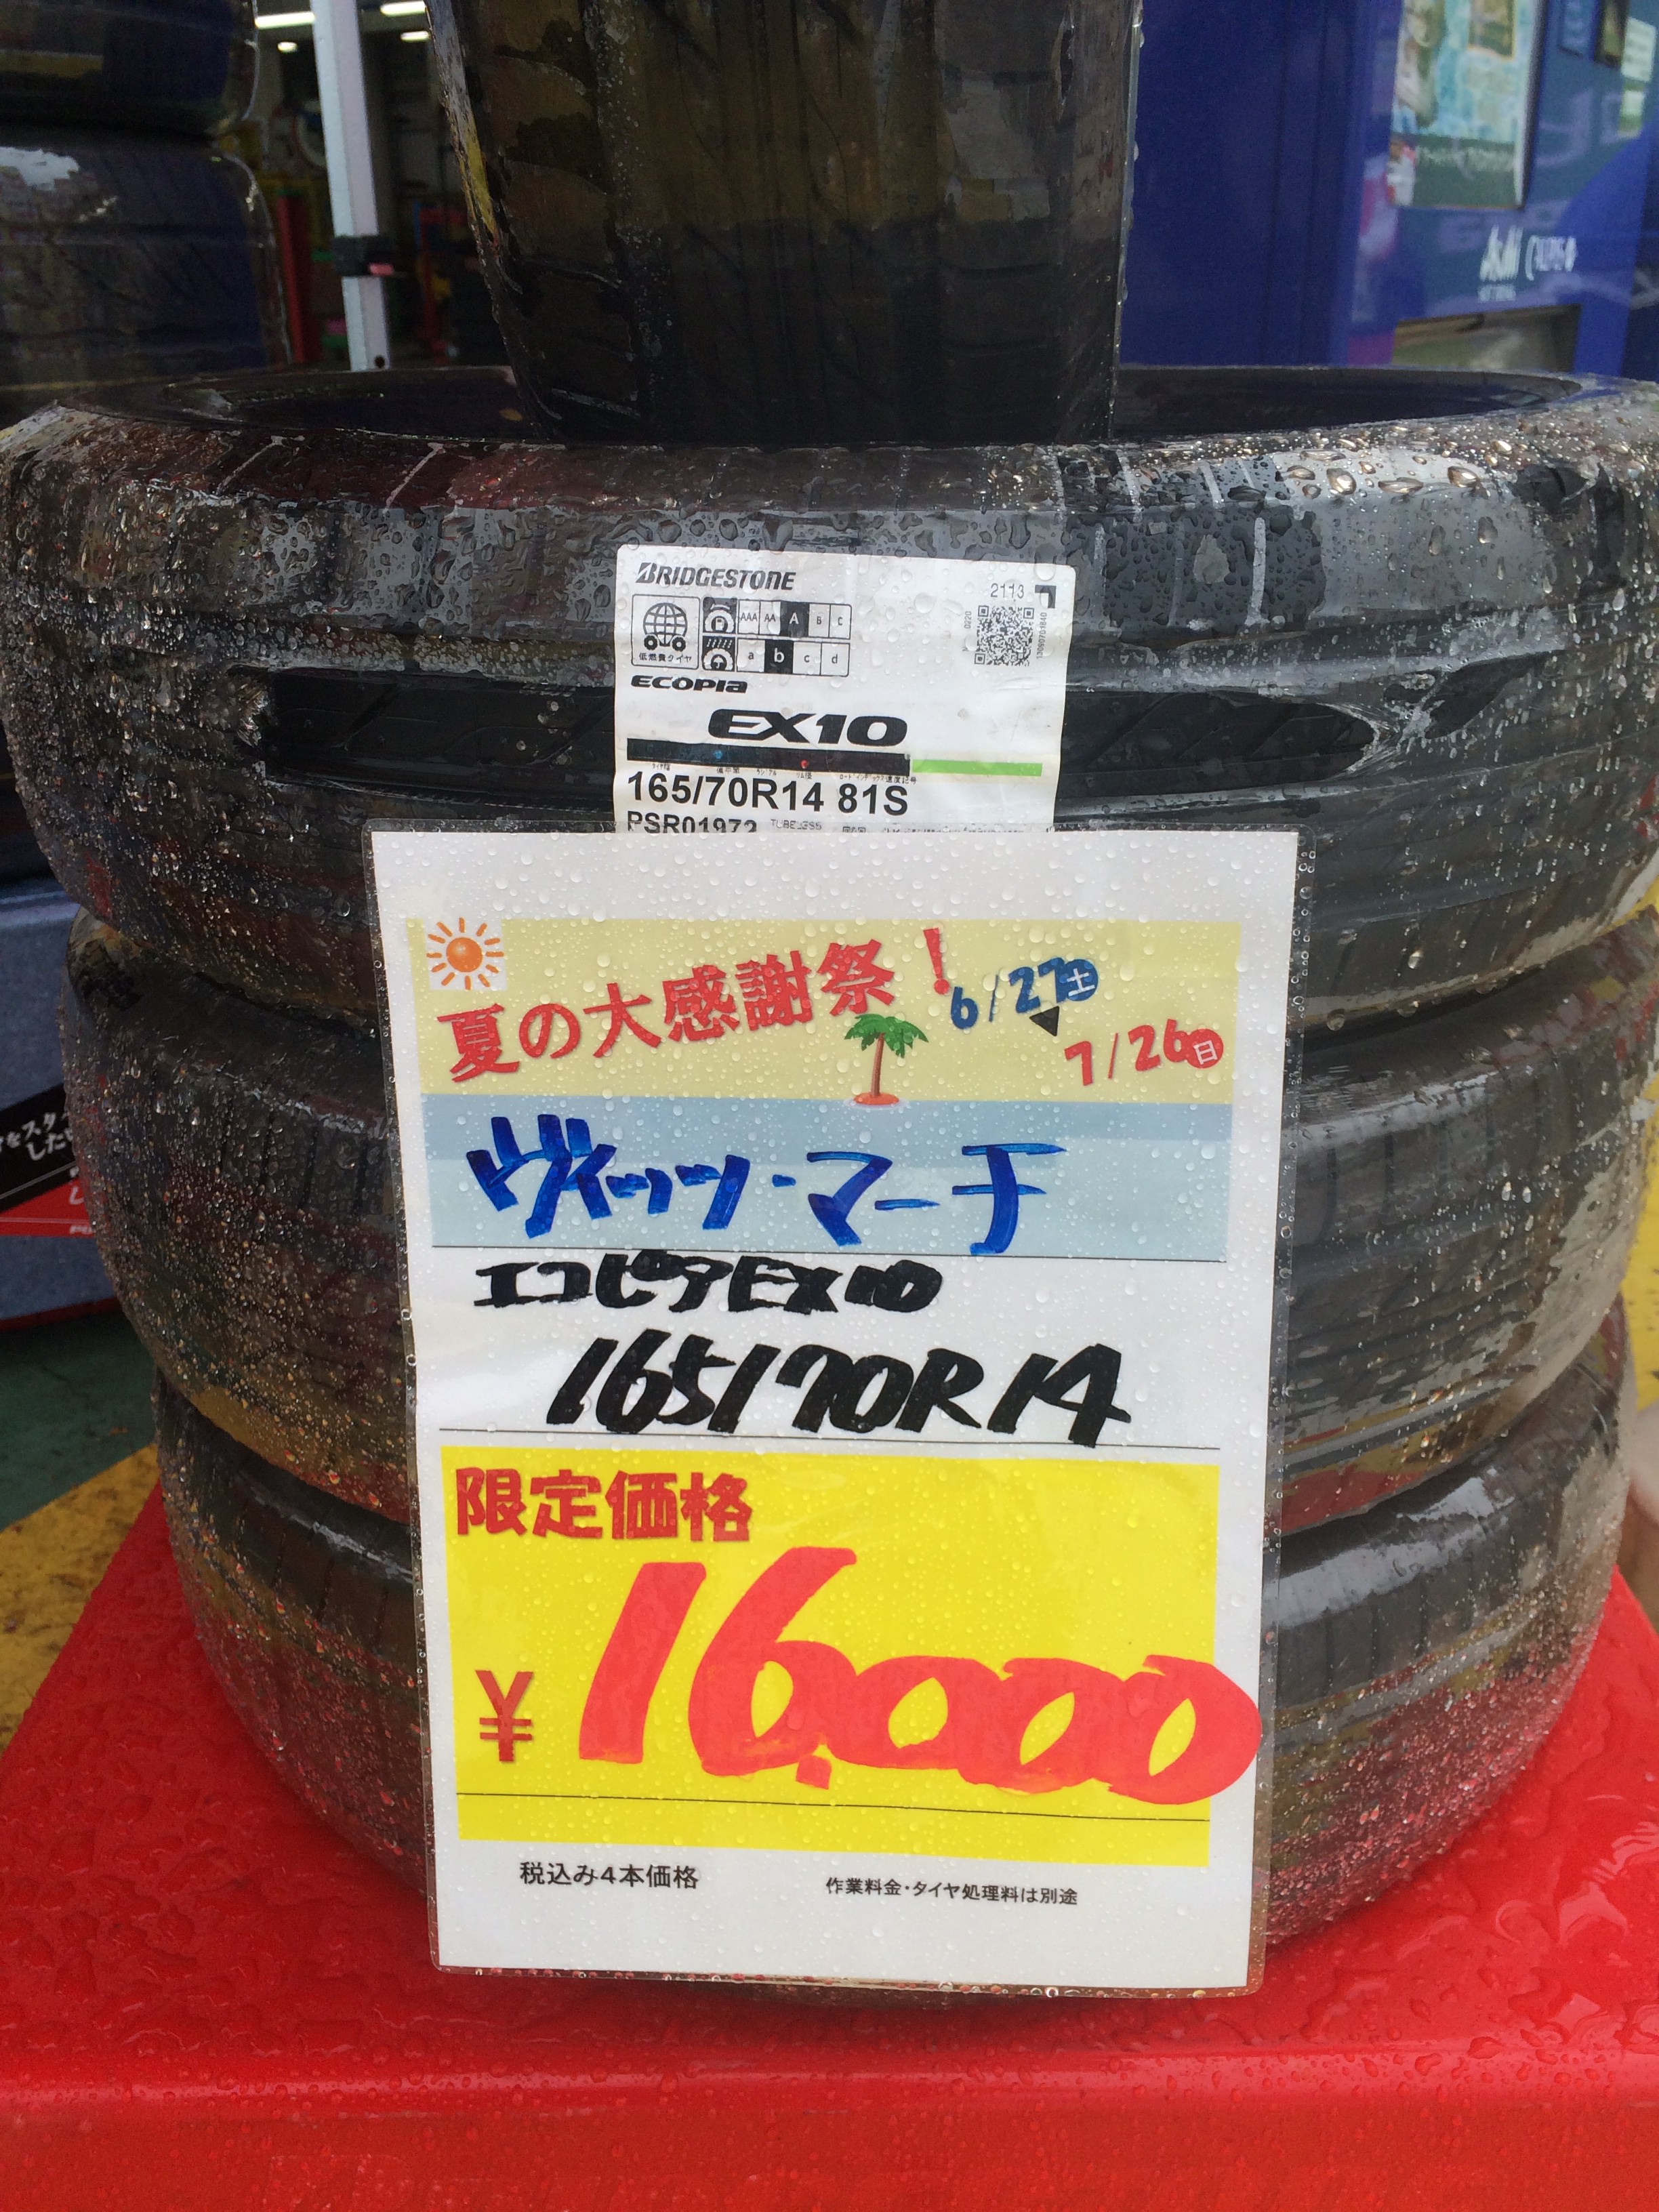 BRIDGESTONE
2113
AAA AA A B C
a b c d
低燃費タイヤ
ECOPIA
EX10
165/70R14 81S
PSR01972 TUBELESS
夏の大感謝祭!
6/27土
7/26日
ヴィッツ・マーチ
エコピアEX10
165/70R14
限定価格
¥16,000
税込み4本価格
作業料金・タイヤ処理料は別途